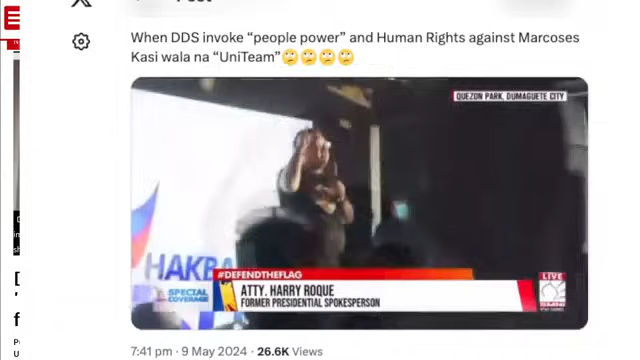 When DDS invoke “people power” and Human Rights against Marcoses
Kasi wala na “UniTeam”🙄🙄🙄🙄
QUEZON PARK, DUMAGUETE CITY
HAKBA
#DEFENDTHEFLAG
SPECIAL
COVERAGE
ATTY. HARRY ROQUE
FORMER PRESIDENTIAL SPOKESPERSON
LIVE
7:41 pm · 9 May 2024 · 26.6K Views